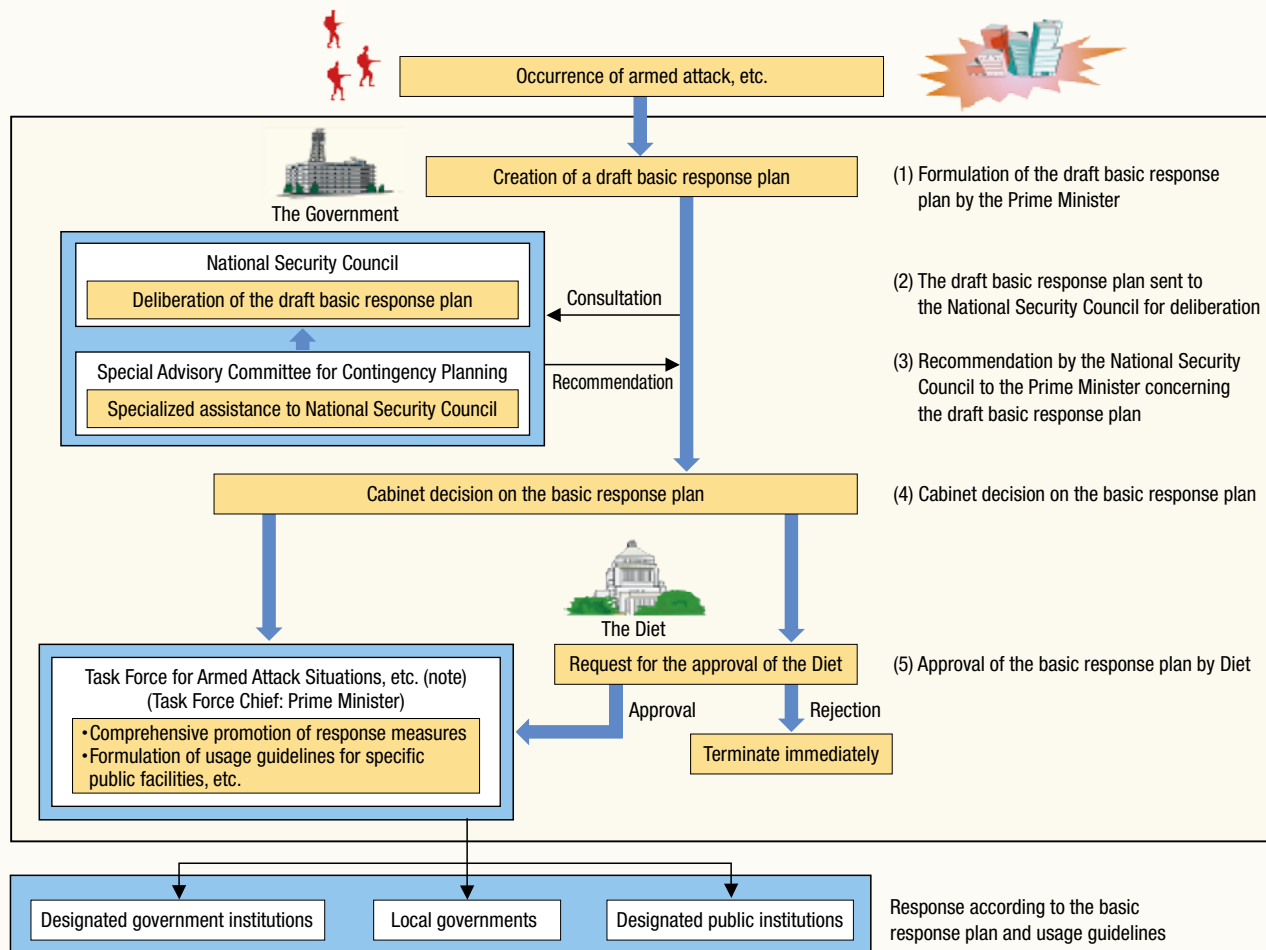 Occurrence of armed attack, etc.
The Government
Creation of a draft basic response plan
(1) Formulation of the draft basic response
plan by the Prime Minister
National Security Council
Deliberation of the draft basic response plan
Consultation
(2) The draft basic response plan sent to
the National Security Council for deliberation
Special Advisory Committee for Contingency Planning
Specialized assistance to National Security Council
Recommendation
(3) Recommendation by the National Security
Council to the Prime Minister concerning
the draft basic response plan
Cabinet decision on the basic response plan
(4) Cabinet decision on the basic response plan
The Diet
Request for the approval of the Diet
(5) Approval of the basic response plan by Diet
Approval
Rejection
Terminate immediately
Task Force for Armed Attack Situations, etc. (note)
(Task Force Chief: Prime Minister)
•Comprehensive promotion of response measures
•Formulation of usage guidelines for specific
public facilities, etc.
Designated government institutions
Local governments
Designated public institutions
Response according to the basic
response plan and usage guidelines